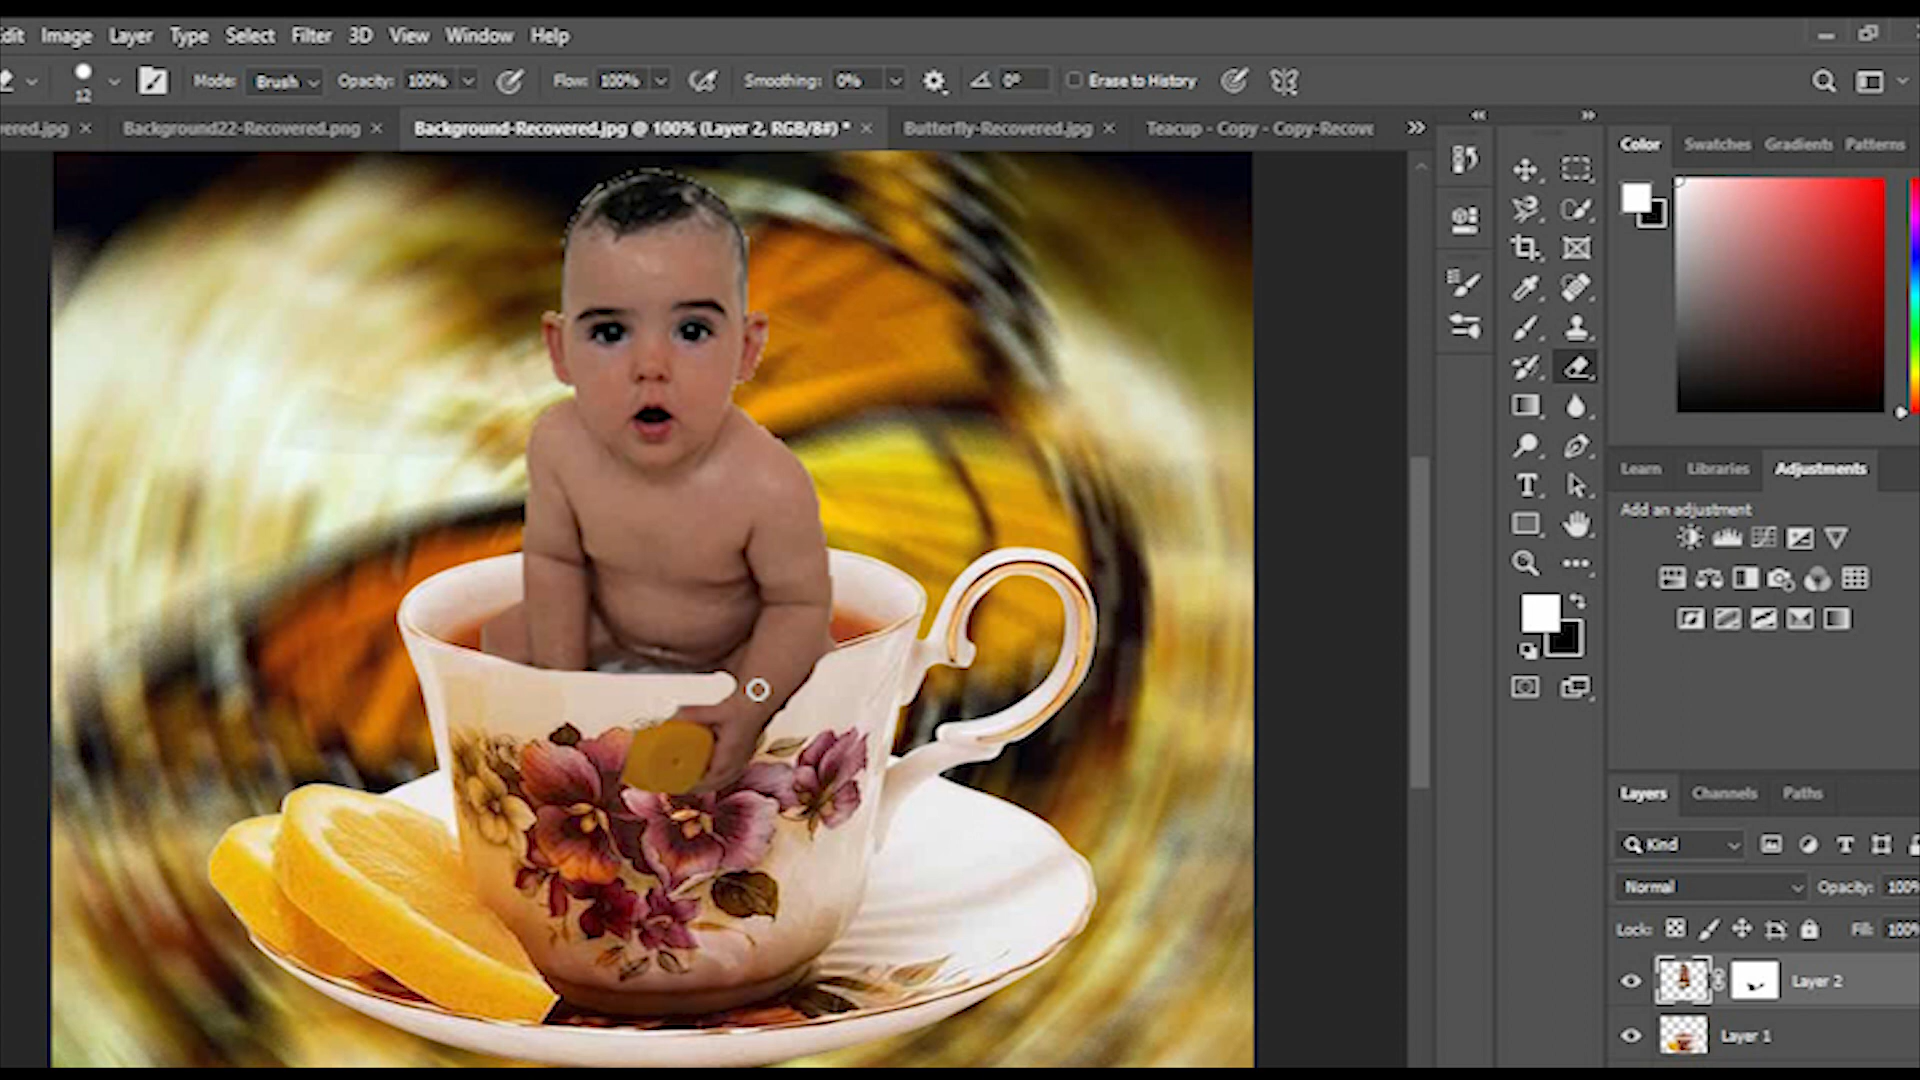 Edit Image Layer Type Select Filter 3D View Window Help
12 Mode: Brush Opacity: 100% Flow: 100% Smoothing: 0% 0° Erase to History
vered.jpg × Background22-Recovered.png × Background-Recovered.jpg @ 100% (Layer 2, RGB/8#) * × Butterfly-Recovered.jpg × Teacup - Copy - Copy-Recove
Color Swatches Gradients Patterns
Learn Libraries Adjustments
Add an adjustment
Layers Channels Paths
Kind
Normal Opacity: 100%
Lock: Fill: 100%
Layer 2
Layer 1